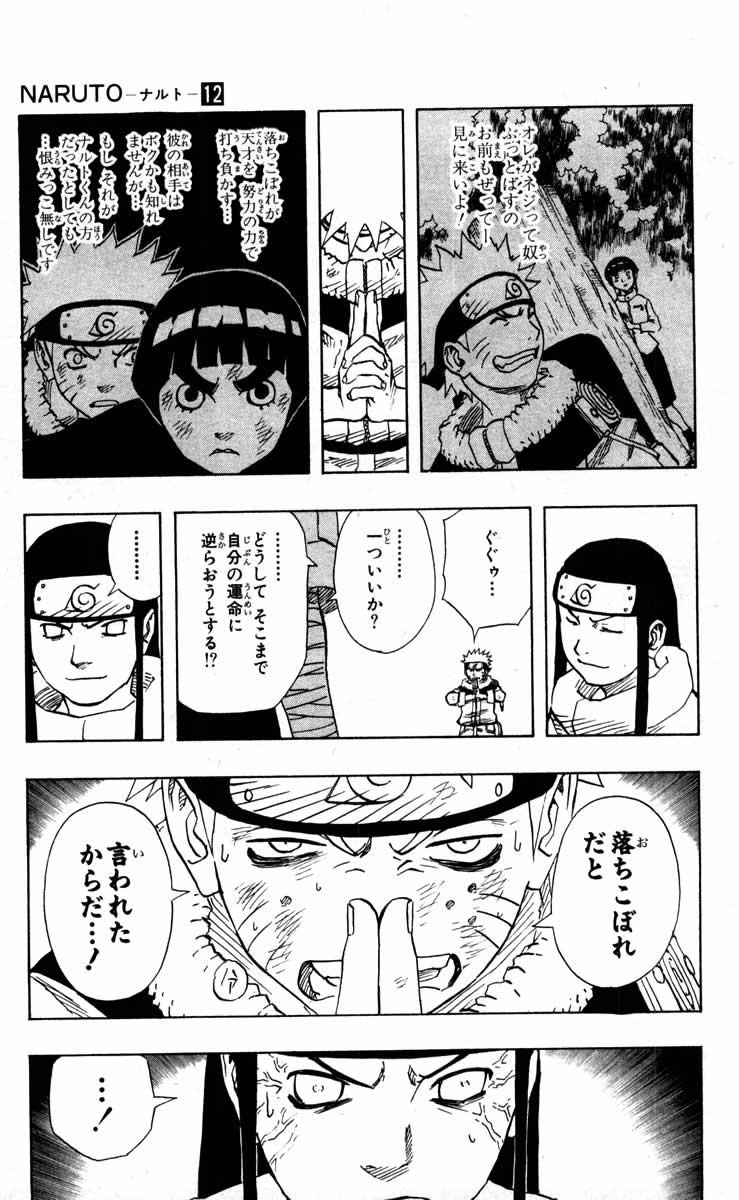 NARUTO―ナルト―12
オレがネジって奴
ぶっとばすの
お前もぜってー
見に来いよ!
落ちこぼれが
天才を 努力の力で
打ち負かす…
彼の相手は
ボクかも知れ
ませんが…
もし それが
ナルトくんの方
だったとしても
…恨みっこ無しです
ぐぐゥ…
………
一ついいか?
………
どうして そこまで
自分の運命に
逆らおうとする!?
………
落ちこぼれ
だと
言われた
からだ…!
…!